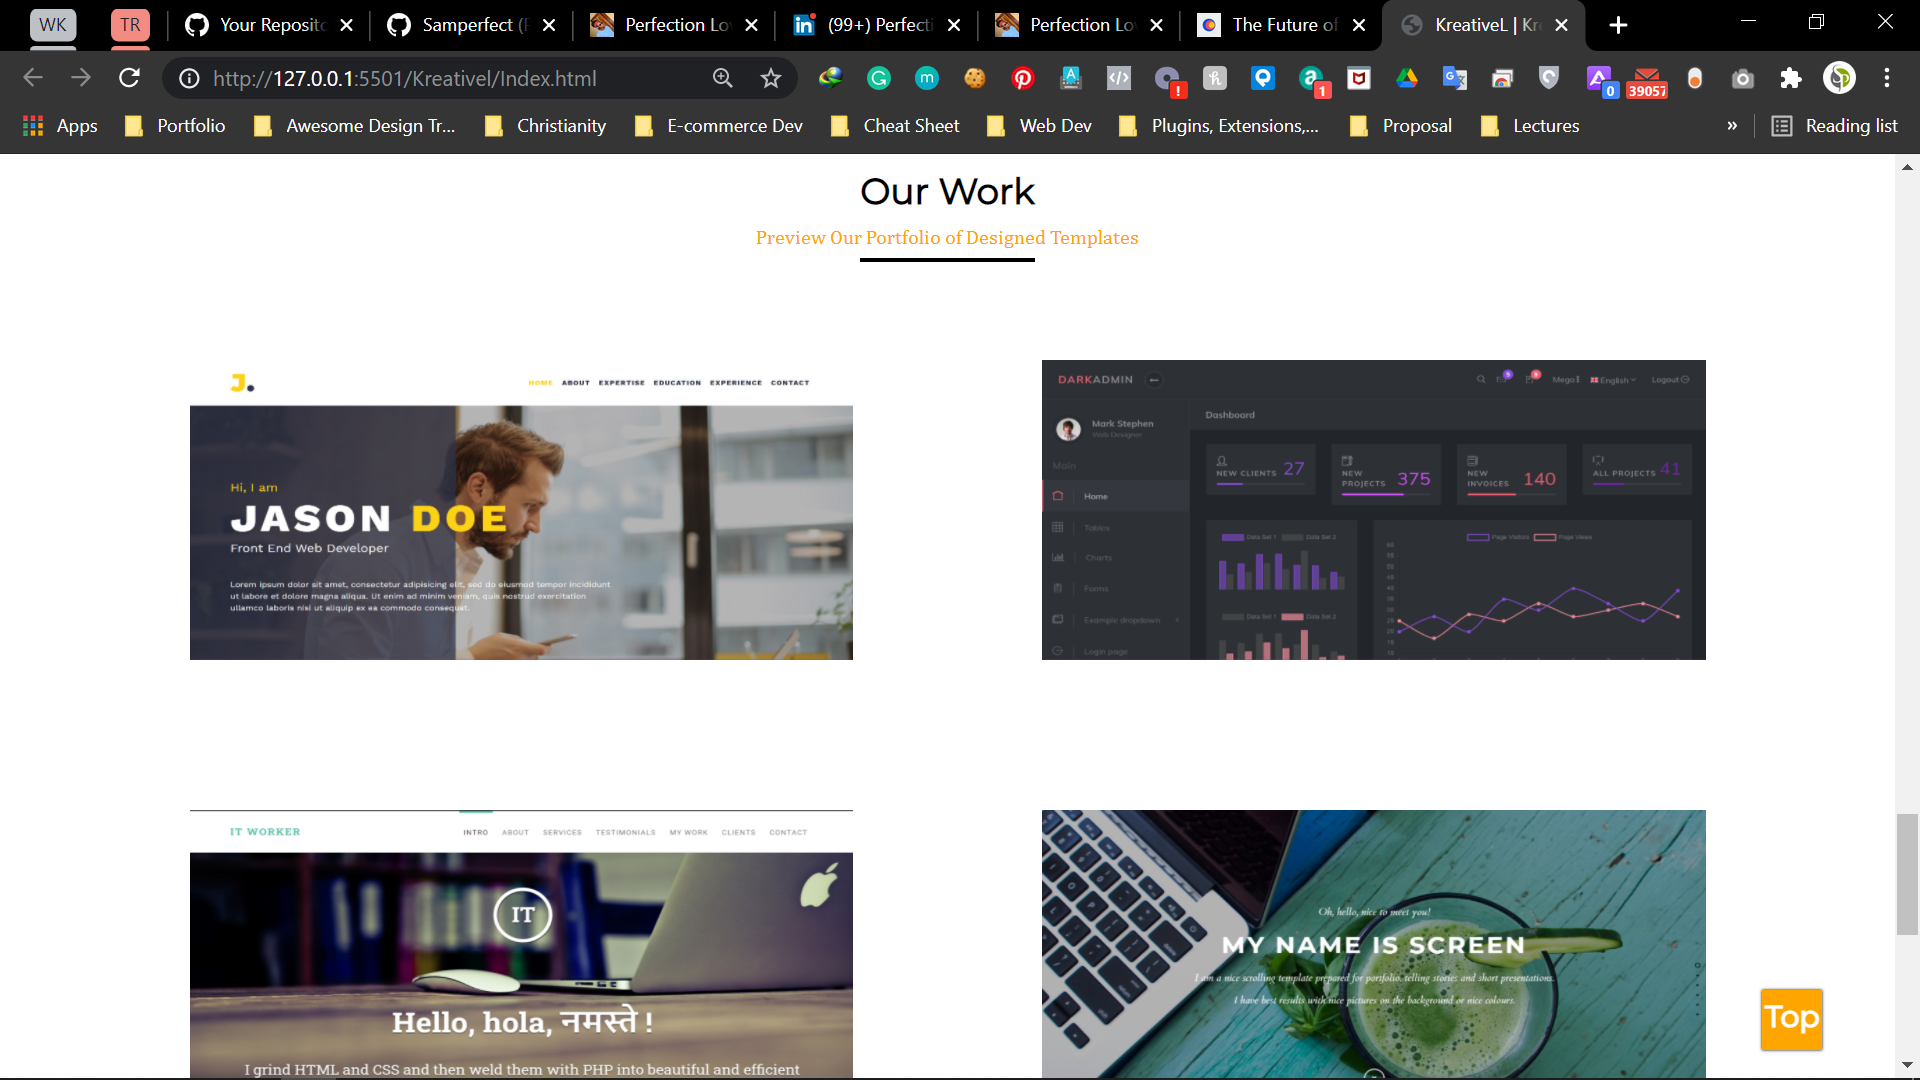 WK
TR
Your Reposito
Samperfect (
Perfection Lo
(99+) Perfecti
Perfection Lo
The Future of
KreativeL | Kr
http://127.0.0.1:5501/Kreativel/Index.html
1
0
39057
Apps
Portfolio
Awesome Design Tr...
Christianity
E-commerce Dev
Cheat Sheet
Web Dev
Plugins, Extensions,...
Proposal
Lectures
»
Reading list
Our Work
Preview Our Portfolio of Designed Templates
J.
HOME ABOUT EXPERTISE EDUCATION EXPERIENCE CONTACT
Hi, I am
JASON DOE
Front End Web Developer
Lorem ipsum dolor sit amet, consectetur adipisicing elit, sed do eiusmod tempor incididunt
ut labore et dolore magna aliqua. Ut enim ad minim veniam, quis nostrud exercitation
ullamco laboris nisi ut aliquip ex ea commodo consequat.
DARKADMIN
Mega
English
Logout
Mark Stephen
Web Designer
Main
Home
Tables
Charts
Forms
Example dropdown
Login page
Dashboard
NEW CLIENTS 27
NEW PROJECTS 375
NEW INVOICES 140
ALL PROJECTS 41
Data Set 1 Data Set 2
Page Visitors Page Views
Data Set 1 Data Set 2
IT WORKER
INTRO ABOUT SERVICES TESTIMONIALS MY WORK CLIENTS CONTACT
IT
Hello, hola, नमस्ते !
I grind HTML and CSS and then weld them with PHP into beautiful and efficient
Oh, hello, nice to meet you!
MY NAME IS SCREEN
I am a nice scrolling template prepared for portfolio, telling stories and short presentations.
I have best results with nice pictures on the background or nice colours.
Top